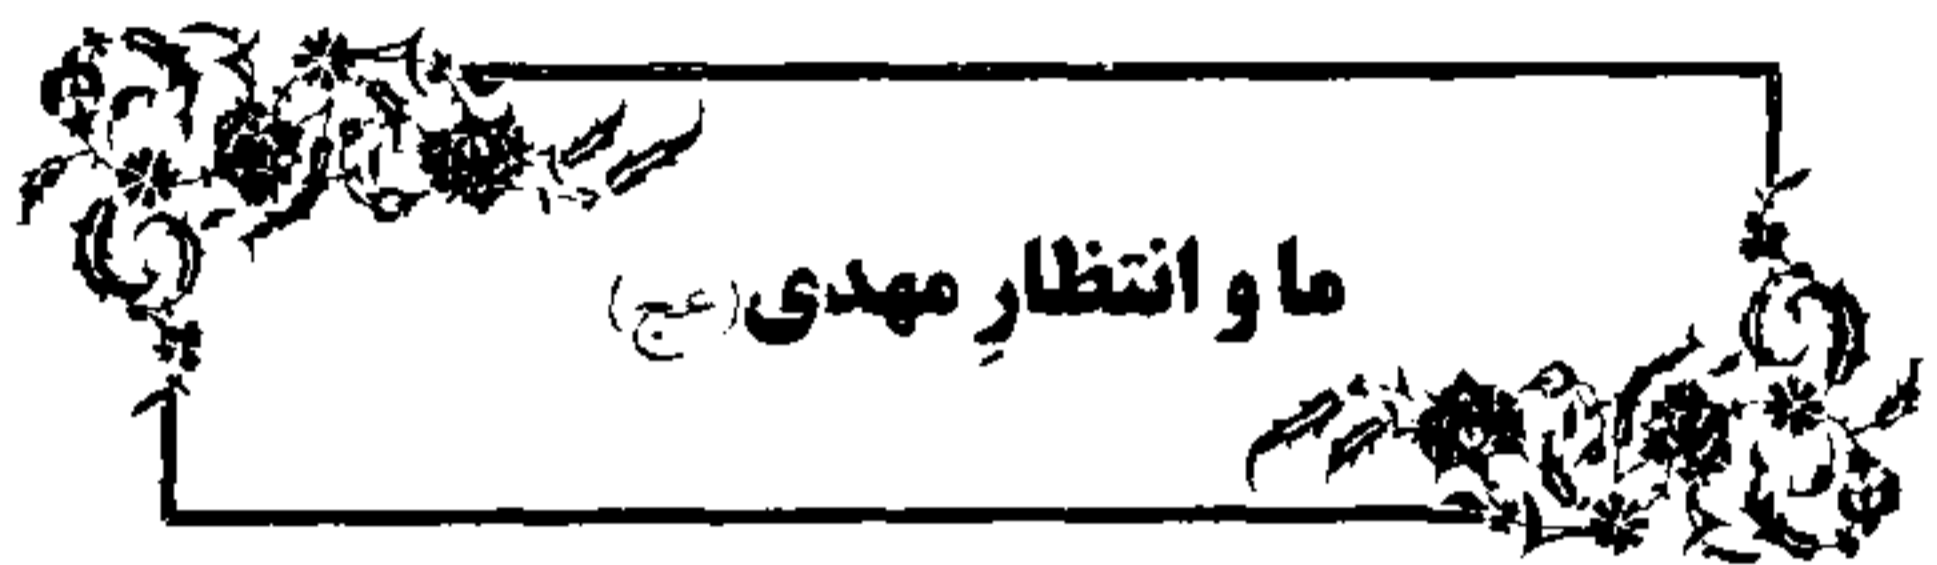 ما و انتظارِ مهدی (عج)